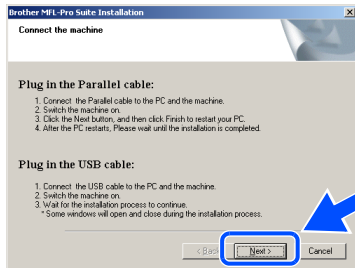 Brother MFL-Pro Suite Installation
Connect the machine
Plug in the Parallel cable:
1. Connect the Parallel cable to the PC and the machine.
2. Switch the machine on.
3. Click the Next button, and then click Finish to restart your PC.
4. After the PC restarts, Please wait until the installation is completed.
Plug in the USB cable:
1. Connect the USB cable to the PC and the machine.
2. Switch the machine on.
3. Wait for the installation process to continue.
* Some windows will open and close during the installation process.
< Back Next > Cancel